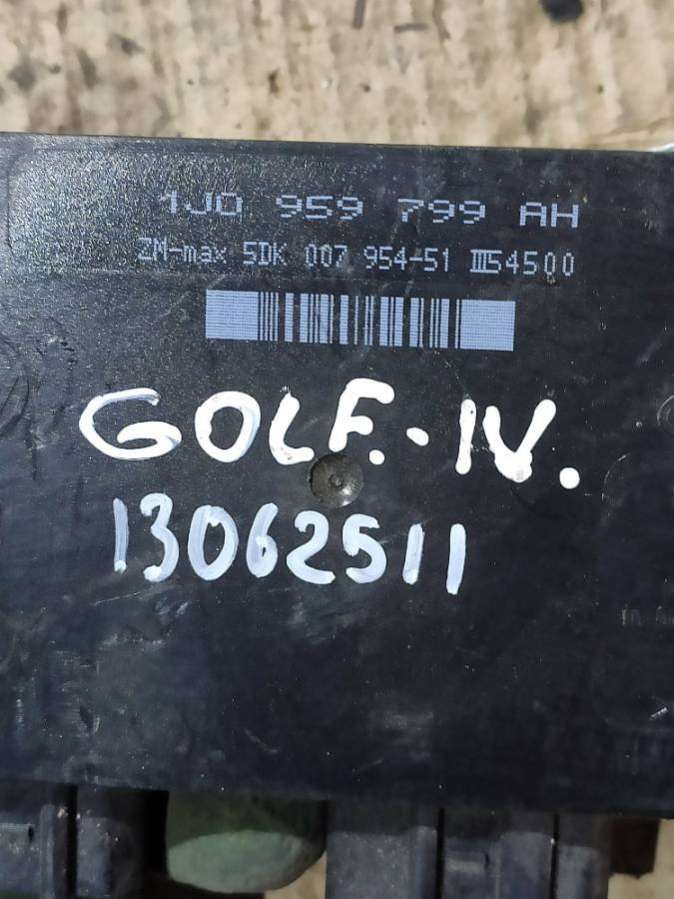 1J0 959 799 AH
ZM-max 5DK 007 954-51 III54500
GOLF.-IV.
13062511